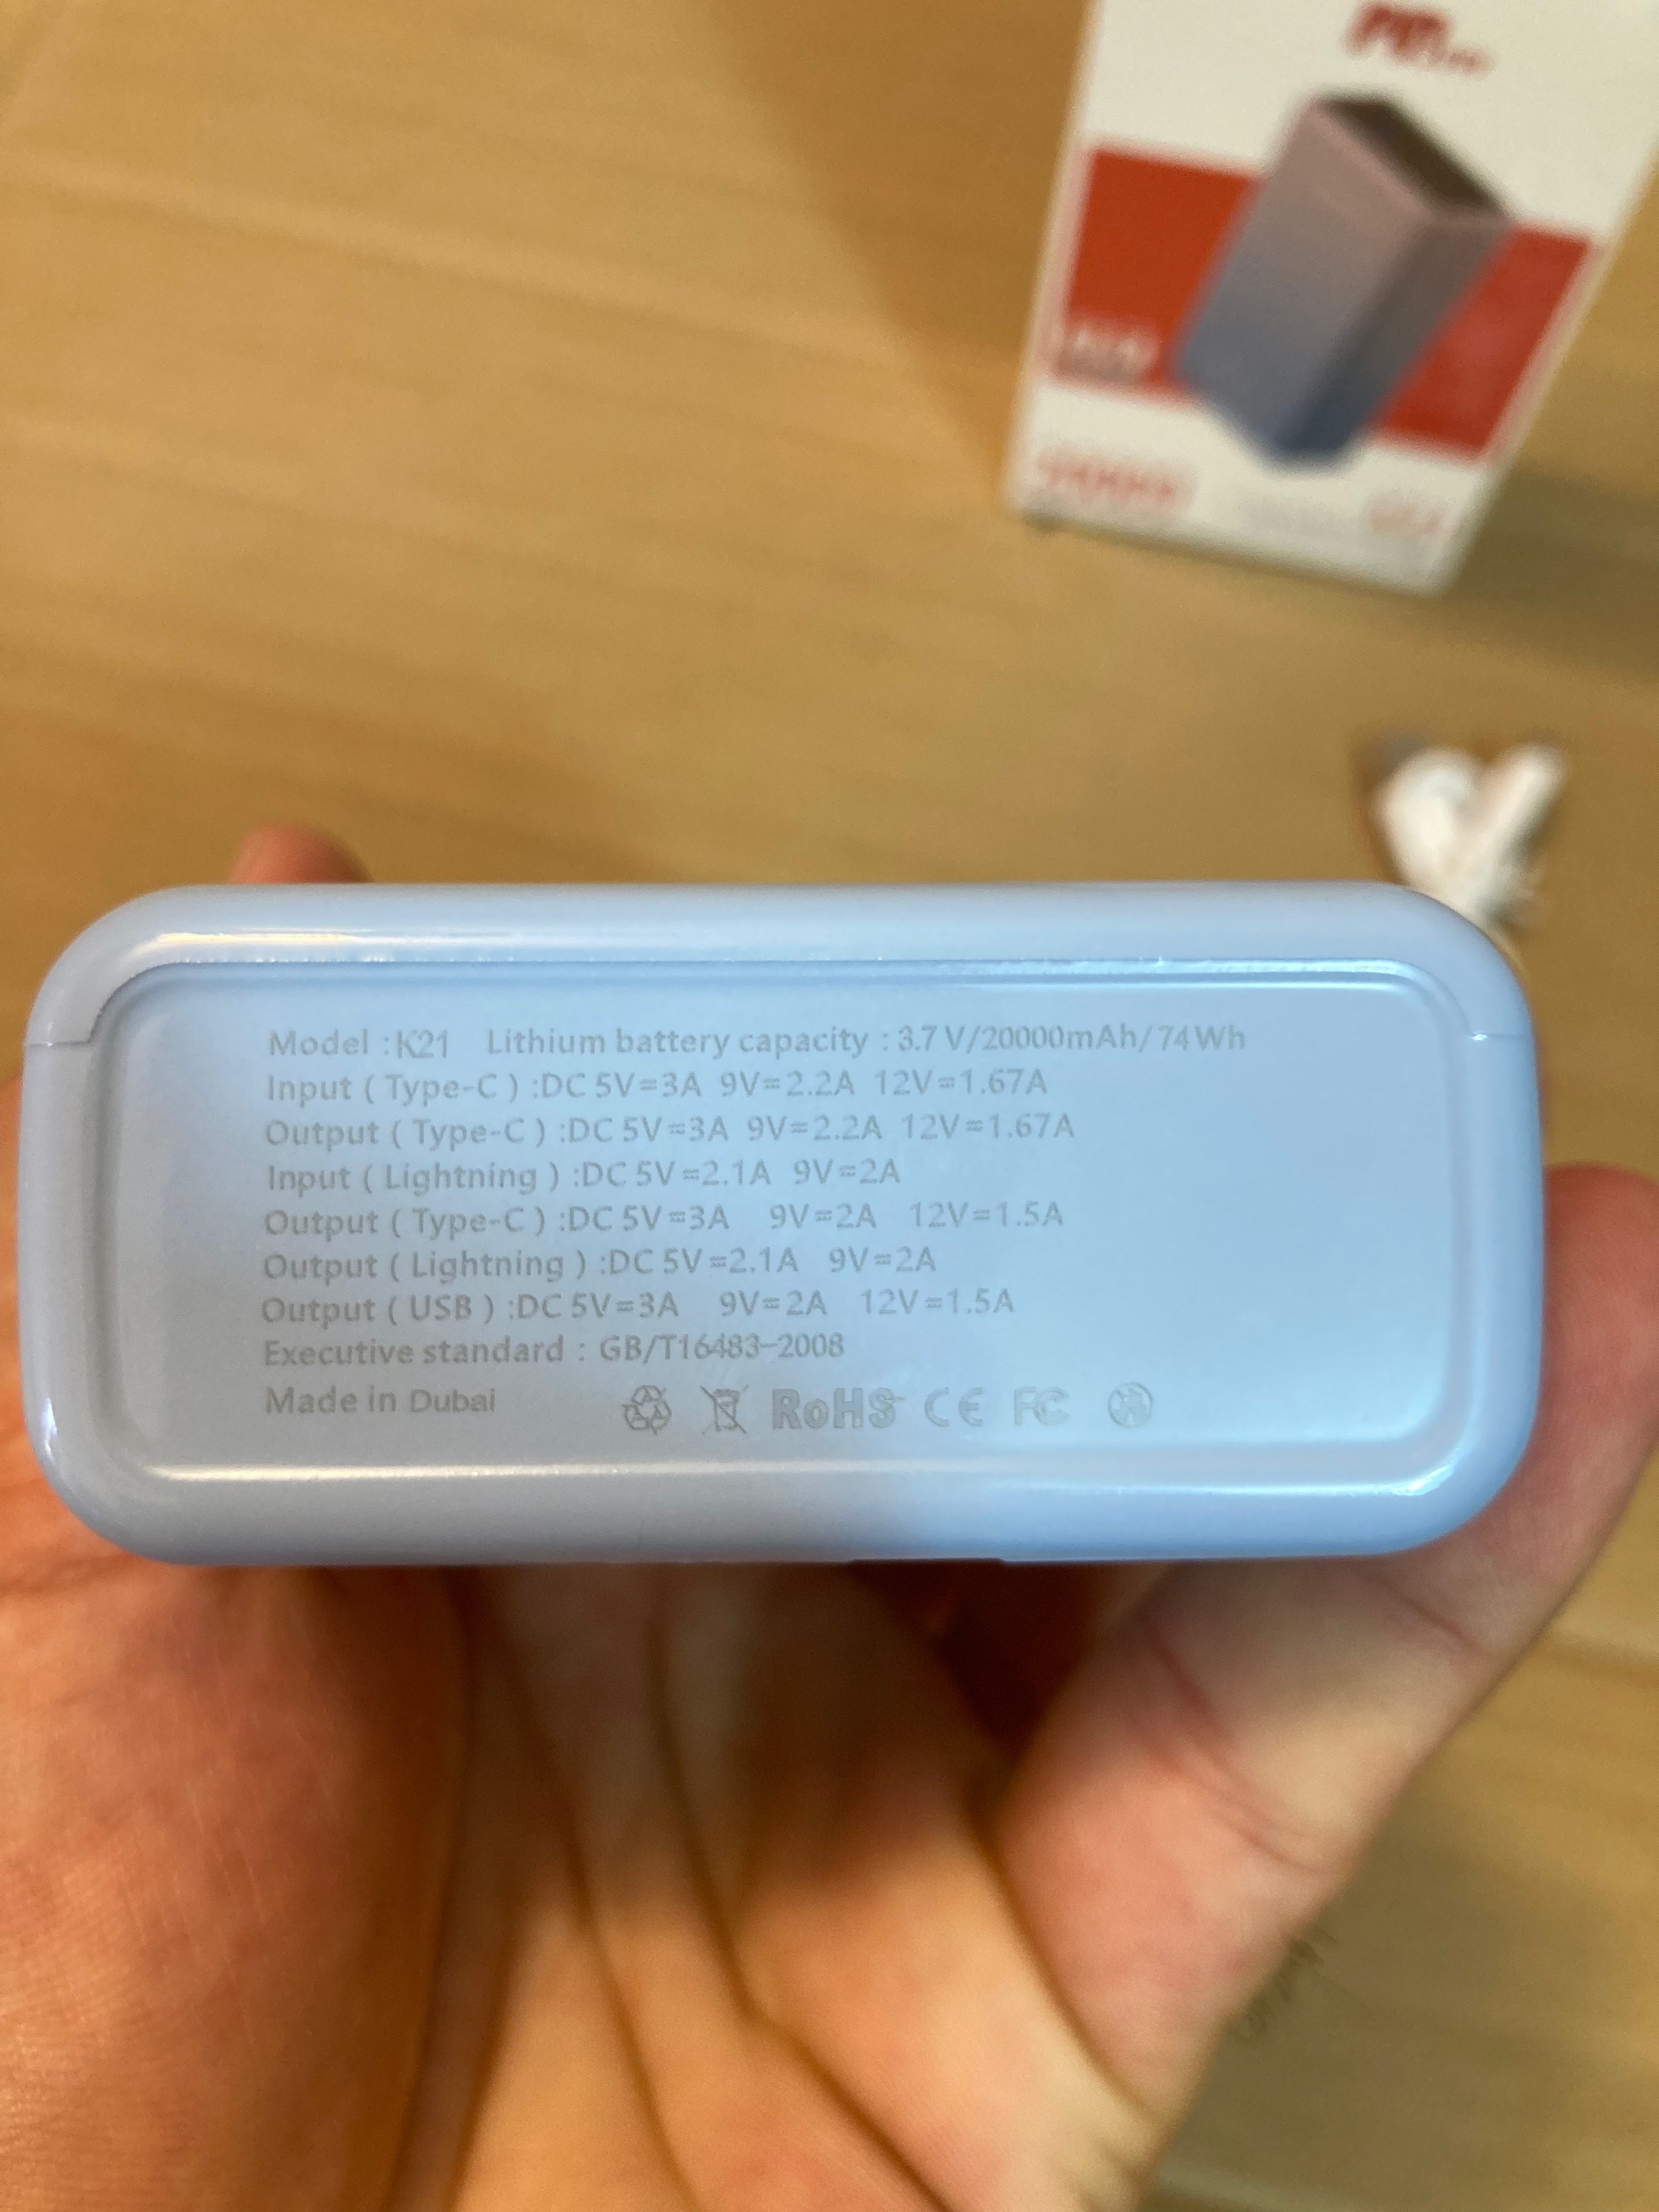 Model :K21 Lithium battery capacity : 3.7 V/20000mAh/74Wh
Input ( Type-C ) :DC 5V⎓3A 9V⎓2.2A 12V⎓1.67A
Output ( Type-C ) :DC 5V⎓3A 9V⎓2.2A 12V⎓1.67A
Input ( Lightning ) :DC 5V⎓2.1A 9V⎓2A
Output ( Type-C ) :DC 5V⎓3A 9V⎓2A 12V⎓1.5A
Output ( Lightning ) :DC 5V⎓2.1A 9V⎓2A
Output ( USB ) :DC 5V⎓3A 9V⎓2A 12V⎓1.5A
Executive standard : GB/T16483-2008
Made in Dubai RoHS CE FC